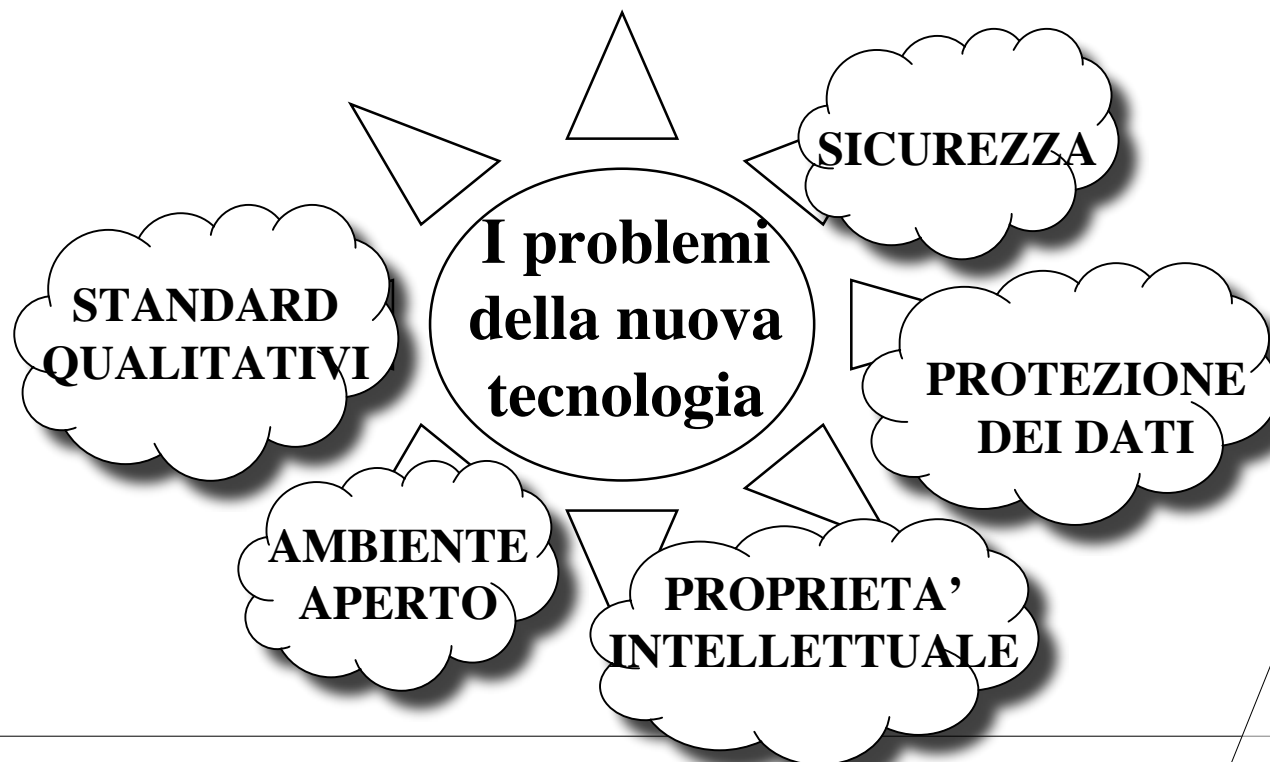 I problemi
della nuova
tecnologia
SICUREZZA
PROTEZIONE
DEI DATI
PROPRIETA’
INTELLETTUALE
AMBIENTE
APERTO
STANDARD
QUALITATIVI